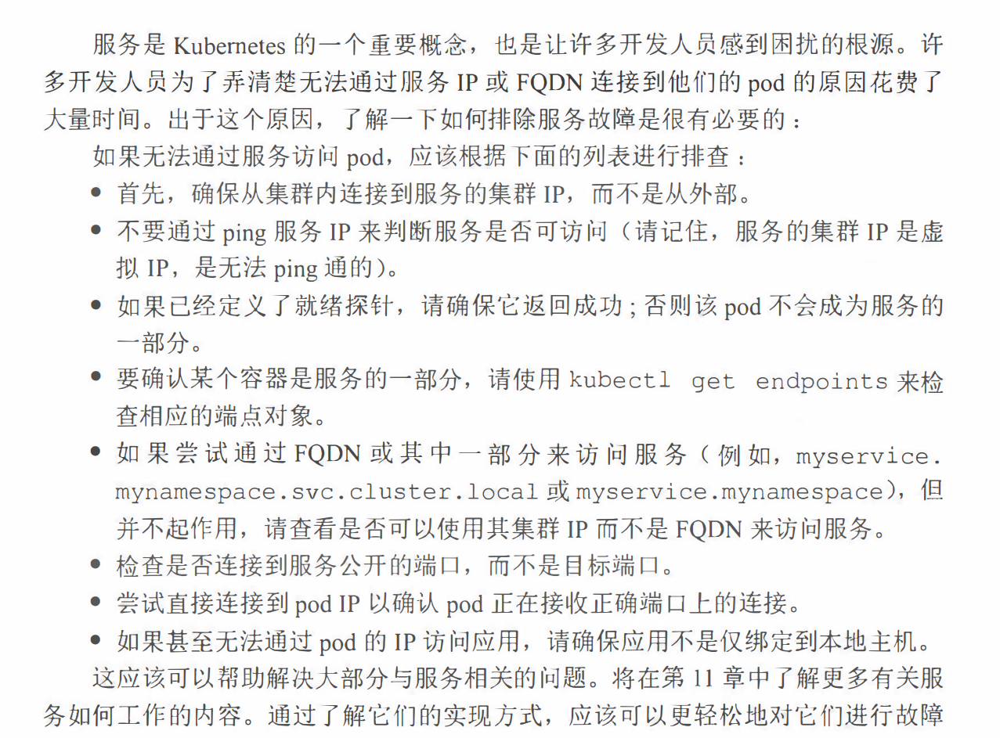 服务是 Kubernetes 的一个重要概念，也是让许多开发人员感到困扰的根源。许
多开发人员为了弄清楚无法通过服务 IP 或 FQDN 连接到他们的 pod 的原因花费了
大量时间。出于这个原因，了解一下如何排除服务故障是很有必要的：
如果无法通过服务访问 pod，应该根据下面的列表进行排查：
• 首先，确保从集群内连接到服务的集群 IP，而不是从外部。
• 不要通过 ping 服务 IP 来判断服务是否可访问（请记住，服务的集群 IP 是虚
拟 IP，是无法 ping 通的）。
• 如果已经定义了就绪探针，请确保它返回成功；否则该 pod 不会成为服务的
一部分。
• 要确认某个容器是服务的一部分，请使用 kubectl get endpoints 来检
查相应的端点对象。
• 如果尝试通过 FQDN 或其中一部分来访问服务（例如，myservice.
mynamespace.svc.cluster.local 或 myservice.mynamespace），但
并不起作用，请查看是否可以使用其集群 IP 而不是 FQDN 来访问服务。
• 检查是否连接到服务公开的端口，而不是目标端口。
• 尝试直接连接到 pod IP 以确认 pod 正在接收正确端口上的连接。
• 如果甚至无法通过 pod 的 IP 访问应用，请确保应用不是仅绑定到本地主机。
这应该可以帮助解决大部分与服务相关的问题。将在第 11 章中了解更多有关服
务如何工作的内容。通过了解它们的实现方式，应该可以更轻松地对它们进行故障